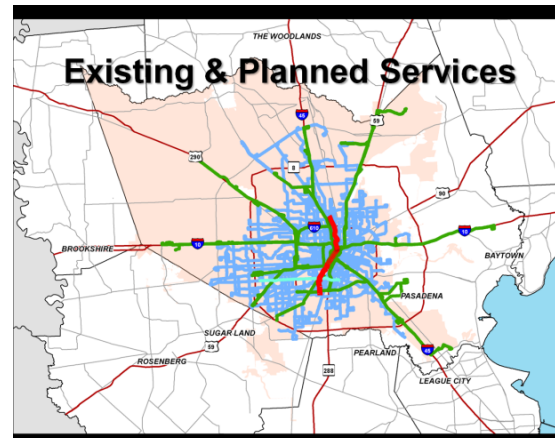 THE WOODLANDS
Existing & Planned Services
45
59
290
8
90
610
10
10
BROOKSHIRE
BAYTOWN
PASADENA
SUGAR LAND
59
ROSENBERG
PEARLAND
45
288
LEAGUE CITY